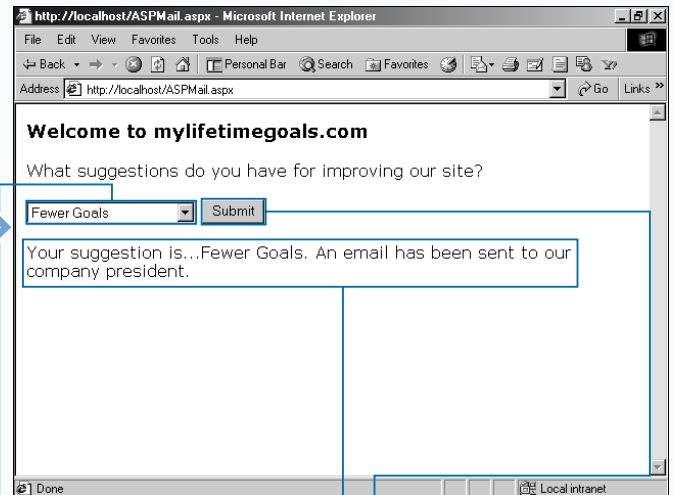 http://localhost/ASPMail.aspx - Microsoft Internet Explorer
File Edit View Favorites Tools Help
Back Personal Bar Search Favorites
Address http://localhost/ASPMail.aspx Go Links »
Welcome to mylifetimegoals.com
What suggestions do you have for improving our site?
Fewer Goals Submit
Your suggestion is...Fewer Goals. An email has been sent to our
company president.
Done Local intranet